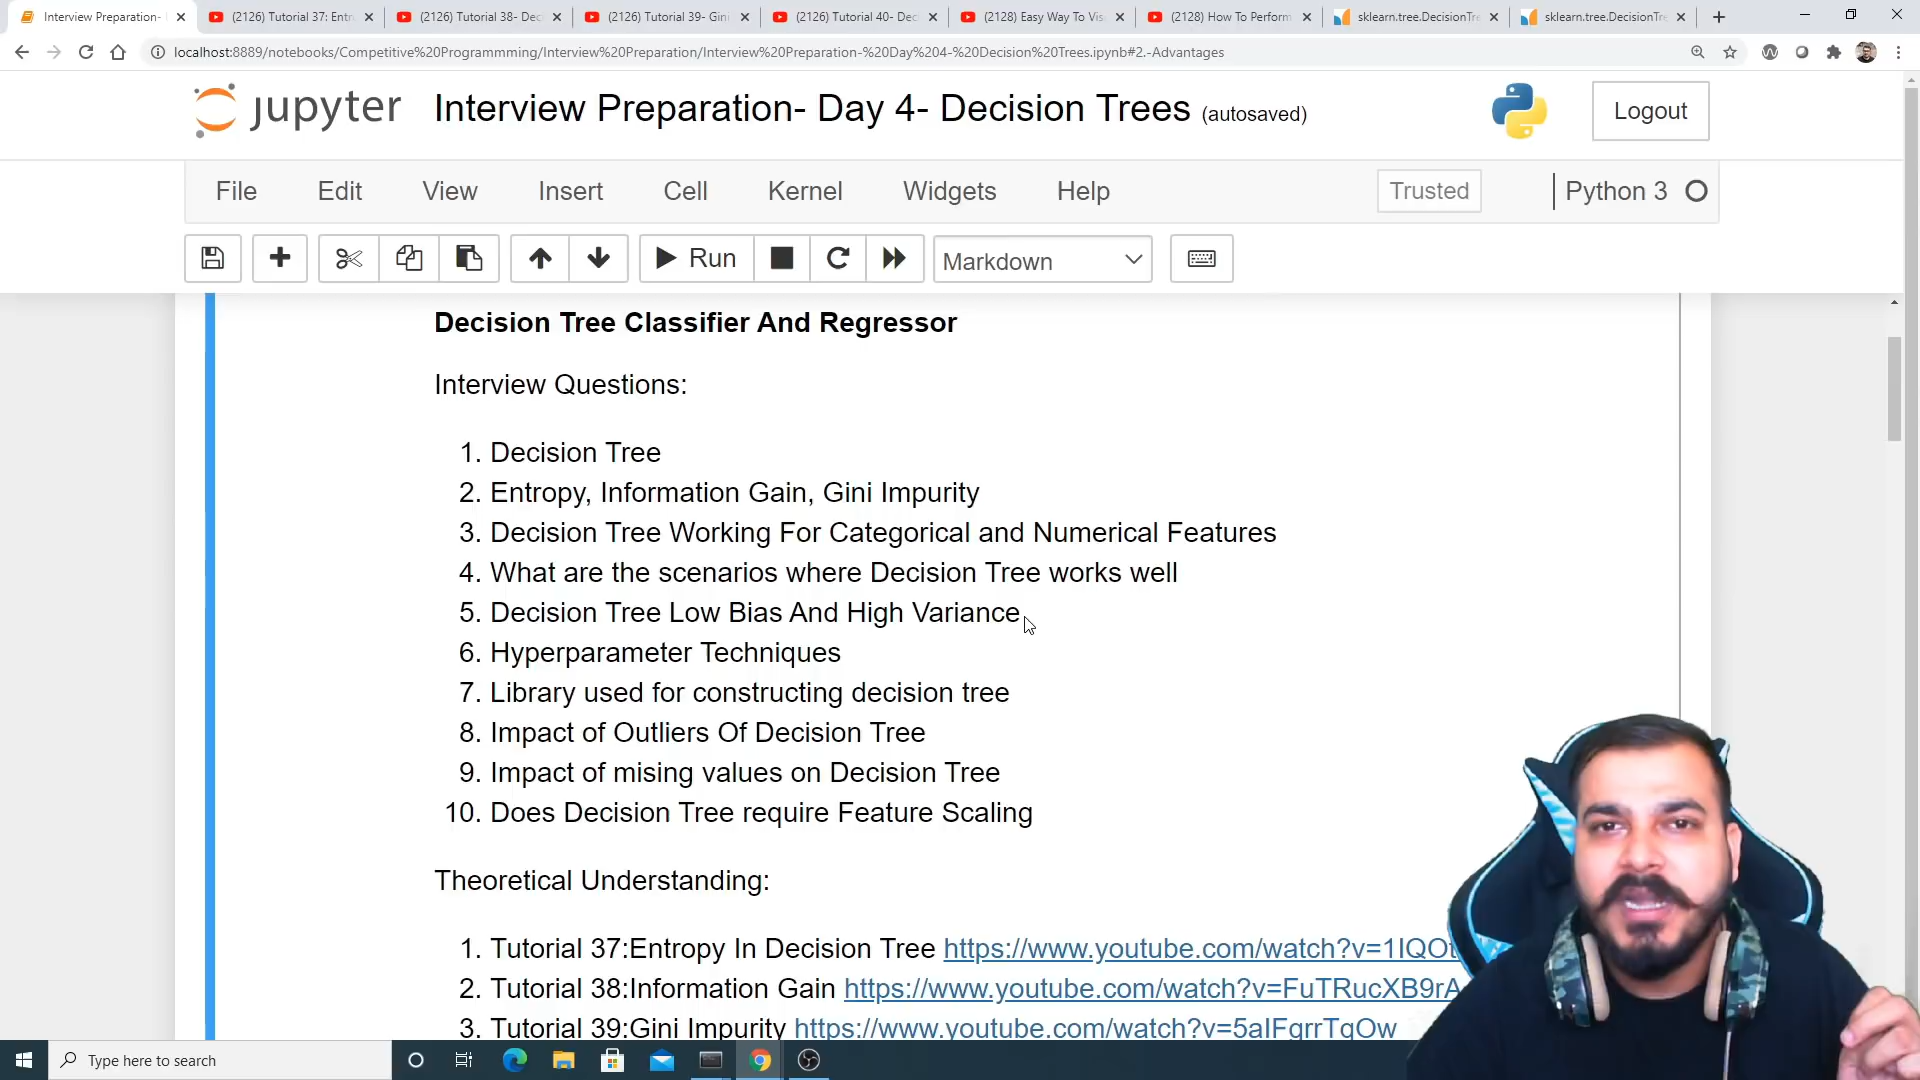 Interview Preparation-
(2126) Tutorial 37: Entr
(2126) Tutorial 38- Dec
(2126) Tutorial 39- Gini
(2126) Tutorial 40- Dec
(2128) Easy Way To Vis
(2128) How To Perform
sklearn.tree.DecisionTre
sklearn.tree.DecisionTre
localhost:8889/notebooks/Competitive%20Programmming/Interview%20Preparation/Interview%20Preparation-%20Day%204-%20Decision%20Trees.ipynb#2.-Advantages
jupyter Interview Preparation- Day 4- Decision Trees (autosaved)
Logout
File Edit View Insert Cell Kernel Widgets Help
Trusted
Python 3
Run
Markdown
Decision Tree Classifier And Regressor
Interview Questions:
1. Decision Tree
2. Entropy, Information Gain, Gini Impurity
3. Decision Tree Working For Categorical and Numerical Features
4. What are the scenarios where Decision Tree works well
5. Decision Tree Low Bias And High Variance
6. Hyperparameter Techniques
7. Library used for constructing decision tree
8. Impact of Outliers Of Decision Tree
9. Impact of mising values on Decision Tree
10. Does Decision Tree require Feature Scaling
Theoretical Understanding:
1. Tutorial 37:Entropy In Decision Tree https://www.youtube.com/watch?v=1IQOt
2. Tutorial 38:Information Gain https://www.youtube.com/watch?v=FuTRucXB9rA
3. Tutorial 39:Gini Impurity https://www.youtube.com/watch?v=5aIFgrrTqOw
Type here to search